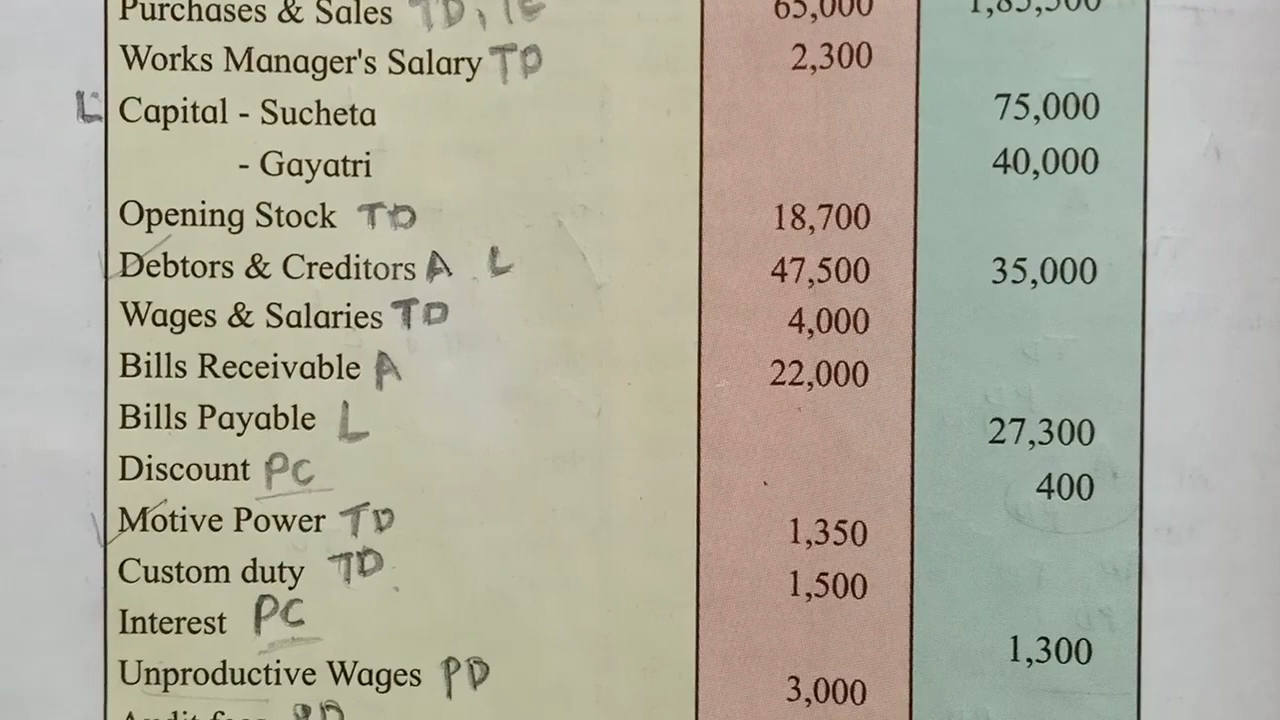 Purchases & Sales TD, 65,000
Works Manager's Salary TD 2,300
L Capital - Sucheta 75,000
- Gayatri 40,000
Opening Stock TD 18,700
Debtors & Creditors A L 47,500 35,000
Wages & Salaries TD 4,000
Bills Receivable A 22,000
Bills Payable L 27,300
Discount PC 400
Motive Power TD 1,350
Custom duty TD 1,500
Interest PC 1,300
Unproductive Wages PD 3,000